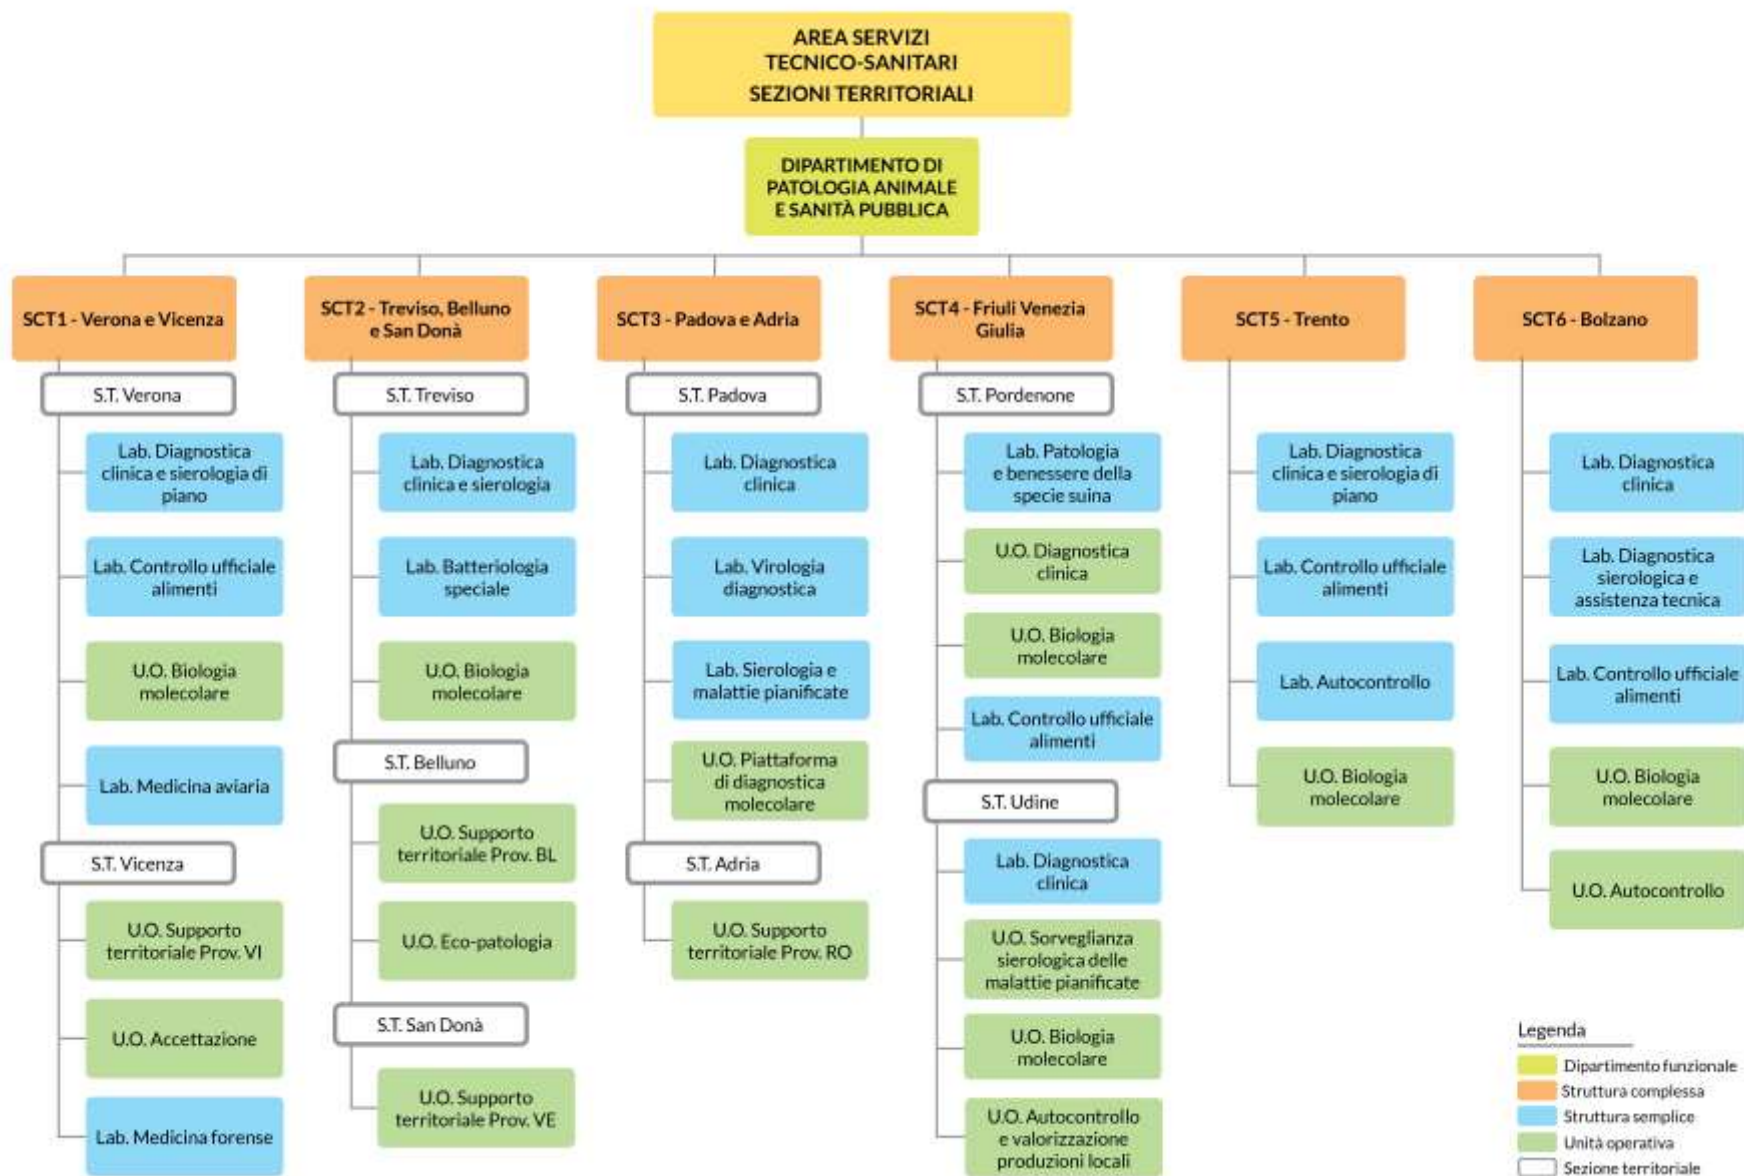 AREA SERVIZI
TECNICO-SANITARI
SEZIONI TERRITORIALI
DIPARTIMENTO DI
PATOLOGIA ANIMALE
E SANITÀ PUBBLICA
SCT1 - Verona e Vicenza
S.T. Verona
Lab. Diagnostica
clinica e sierologia di
piano
Lab. Controllo ufficiale
alimenti
U.O. Biologia
molecolare
Lab. Medicina aviaria
S.T. Vicenza
U.O. Supporto
territoriale Prov. VI
U.O. Accettazione
Lab. Medicina forense
SCT2 - Treviso, Belluno
e San Donà
S.T. Treviso
Lab. Diagnostica
clinica e sierologia
Lab. Batteriologia
speciale
U.O. Biologia
molecolare
S.T. Belluno
U.O. Supporto
territoriale Prov. BL
U.O. Eco-patologia
S.T. San Donà
U.O. Supporto
territoriale Prov. VE
SCT3 - Padova e Adria
S.T. Padova
Lab. Diagnostica
clinica
Lab. Virologia
diagnostica
Lab. Sierologia e
malattie pianificate
U.O. Piattaforma
di diagnostica
molecolare
S.T. Adria
U.O. Supporto
territoriale Prov. RO
SCT4 - Friuli Venezia
Giulia
S.T. Pordenone
Lab. Patologia
e benessere della
specie suina
U.O. Diagnostica
clinica
U.O. Biologia
molecolare
Lab. Controllo ufficiale
alimenti
S.T. Udine
Lab. Diagnostica
clinica
U.O. Sorveglianza
sierologica delle
malattie pianificate
U.O. Biologia
molecolare
U.O. Autocontrollo
e valorizzazione
produzioni locali
SCT5 - Trento
Lab. Diagnostica
clinica e sierologia di
piano
Lab. Controllo ufficiale
alimenti
Lab. Autocontrollo
U.O. Biologia
molecolare
SCT6 - Bolzano
Lab. Diagnostica
clinica
Lab. Diagnostica
sierologica e
assistenza tecnica
Lab. Controllo ufficiale
alimenti
U.O. Biologia
molecolare
U.O. Autocontrollo
Legenda
Dipartimento funzionale
Struttura complessa
Struttura semplice
Unità operativa
Sezione territoriale